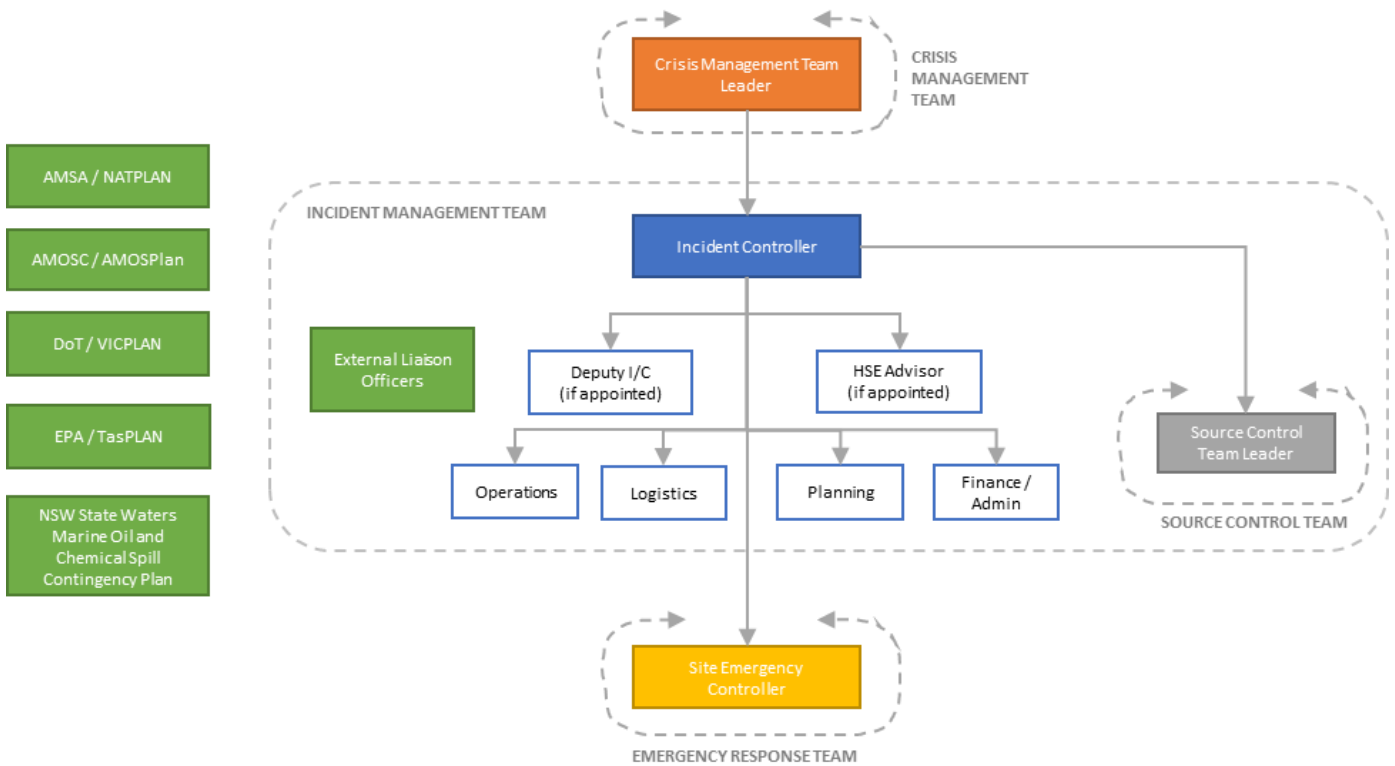 Crisis Management Team
Leader
CRISIS
MANAGEMENT
TEAM
AMSA / NATPLAN
AMOSC / AMOSPlan
DoT / VICPLAN
EPA / TasPLAN
NSW State Waters
Marine Oil and
Chemical Spill
Contingency Plan
INCIDENT MANAGEMENT TEAM
Incident Controller
External Liaison
Officers
Deputy I/C
(if appointed)
HSE Advisor
(if appointed)
Operations
Logistics
Planning
Finance /
Admin
Source Control
Team Leader
SOURCE CONTROL TEAM
Site Emergency
Controller
EMERGENCY RESPONSE TEAM